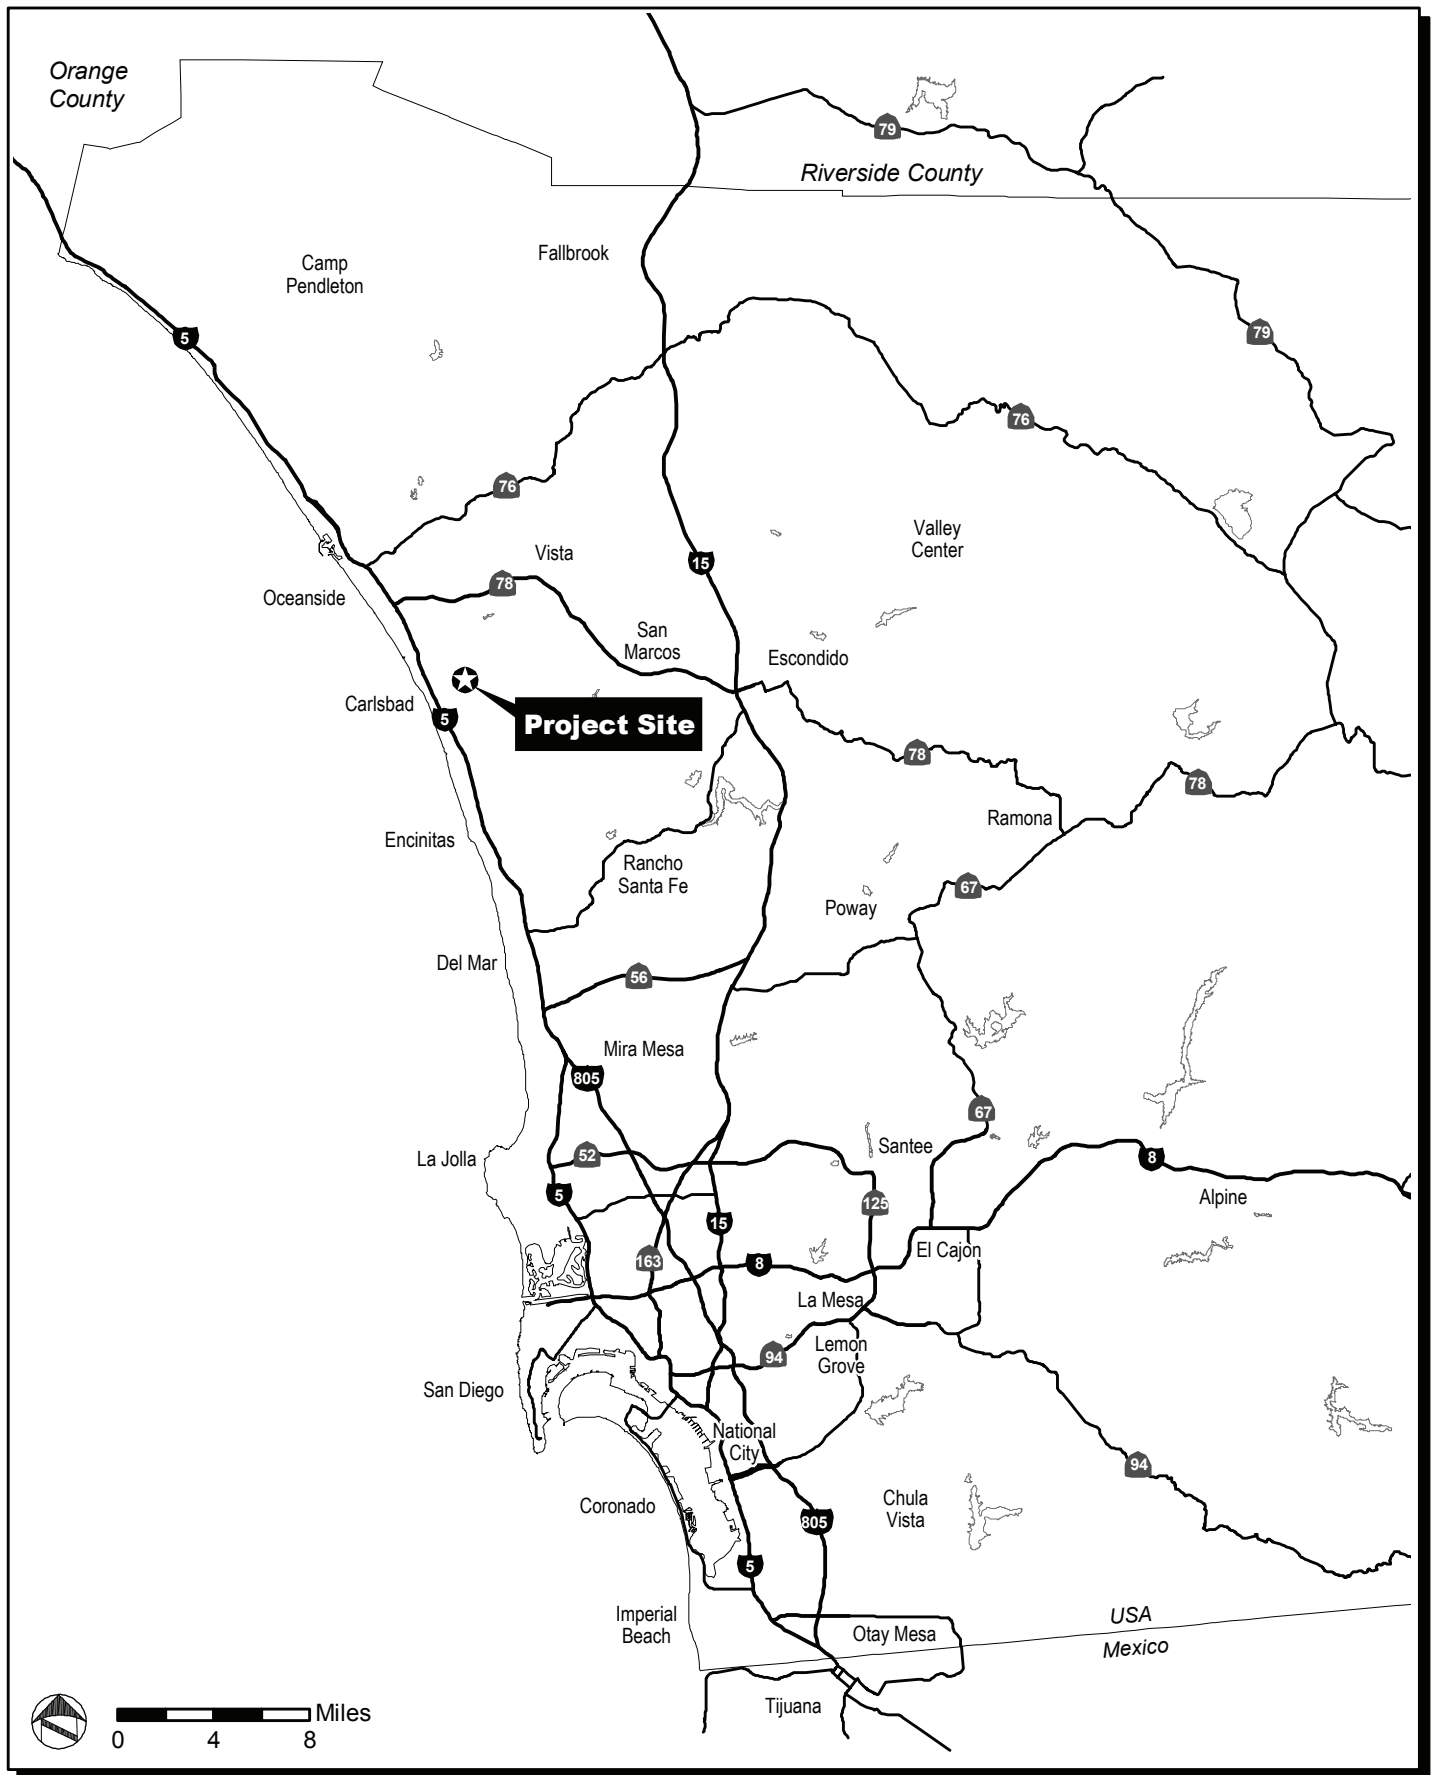 Orange
County
79
Riverside County
Fallbrook
Camp
Pendleton
5
79
76
76
Valley
Center
Vista
15
78
Oceanside
San
Marcos
Escondido
Carlsbad
5
Project Site
78
78
Ramona
Encinitas
Rancho
Santa Fe
67
Poway
Del Mar
56
Mira Mesa
805
67
Santee
La Jolla
52
8
5
125
Alpine
15
El Cajon
163
8
La Mesa
Lemon
Grove
94
San Diego
National
City
94
Coronado
Chula
Vista
805
5
Imperial
Beach
USA
Otay Mesa
Mexico
Tijuana
Miles
0 4 8